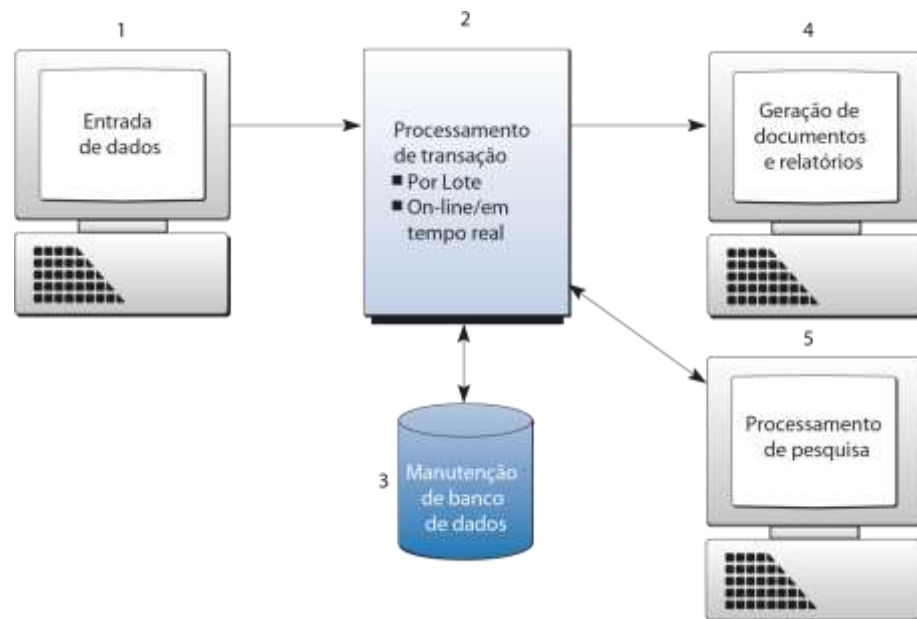 1
Entrada
de dados
2
Processamento
de transação
■ Por Lote
■ On-line/em
tempo real
3
Manutenção
de banco
de dados
4
Geração de
documentos
e relatórios
5
Processamento
de pesquisa